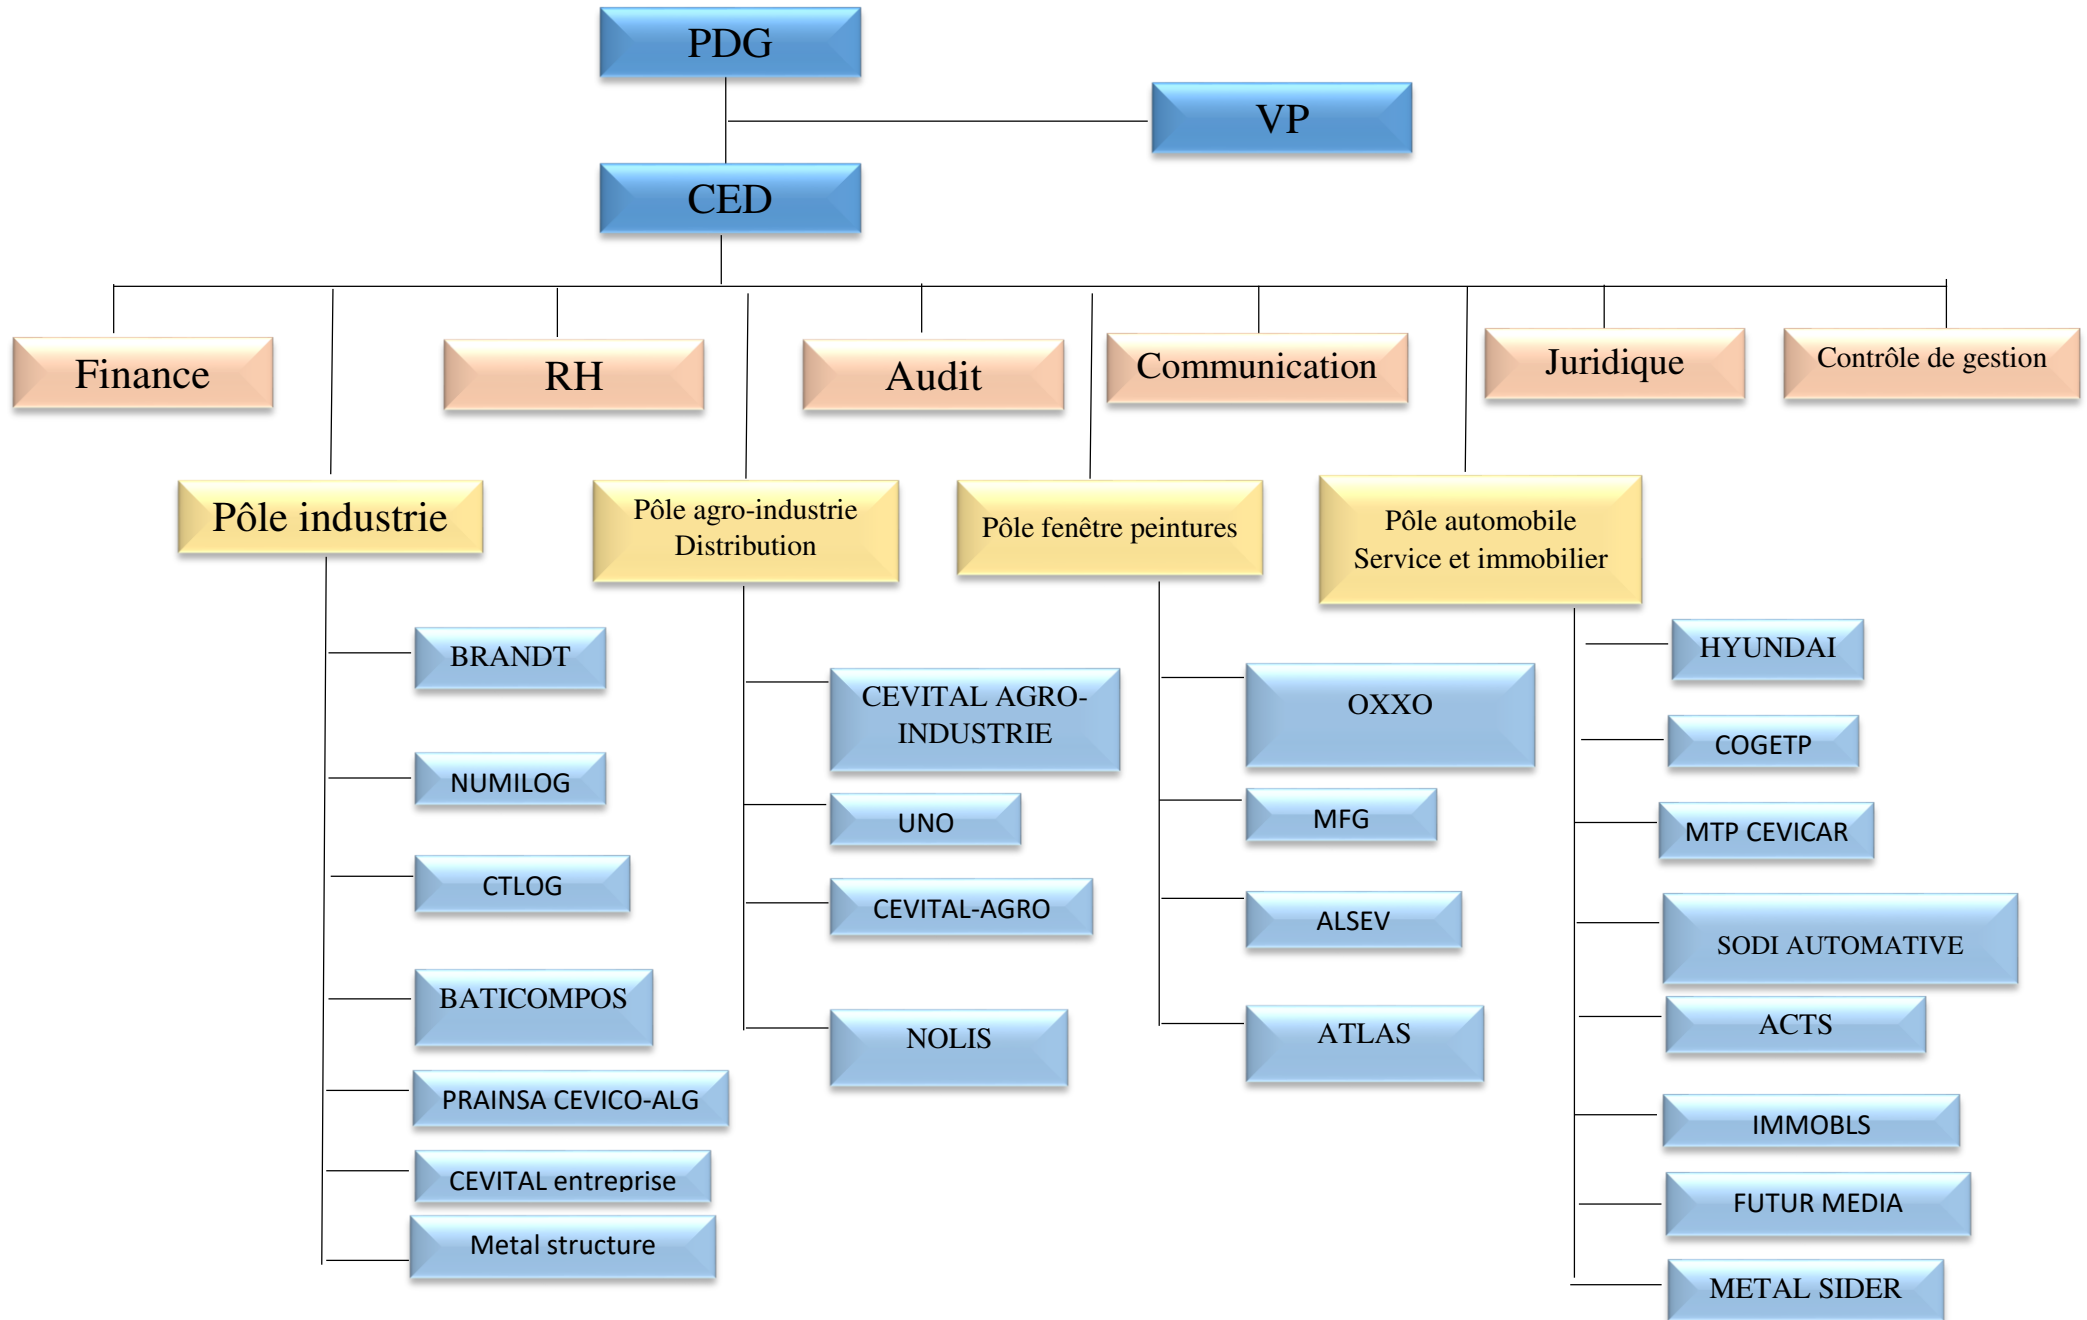 PDG
VP
CED
Finance
RH
Audit
Communication
Juridique
Contrôle de gestion
Pôle industrie
Pôle agro-industrie
Distribution
Pôle fenêtre peintures
Pôle automobile
Service et immobilier
BRANDT
NUMILOG
CTLOG
BATICOMPOS
PRAINSA CEVICO-ALG
CEVITAL entreprise
Metal structure
CEVITAL AGRO-
INDUSTRIE
UNO
CEVITAL-AGRO
NOLIS
OXXO
MFG
ALSEV
ATLAS
HYUNDAI
COGETP
MTP CEVICAR
SODI AUTOMATIVE
ACTS
IMMOBLS
FUTUR MEDIA
METAL SIDER